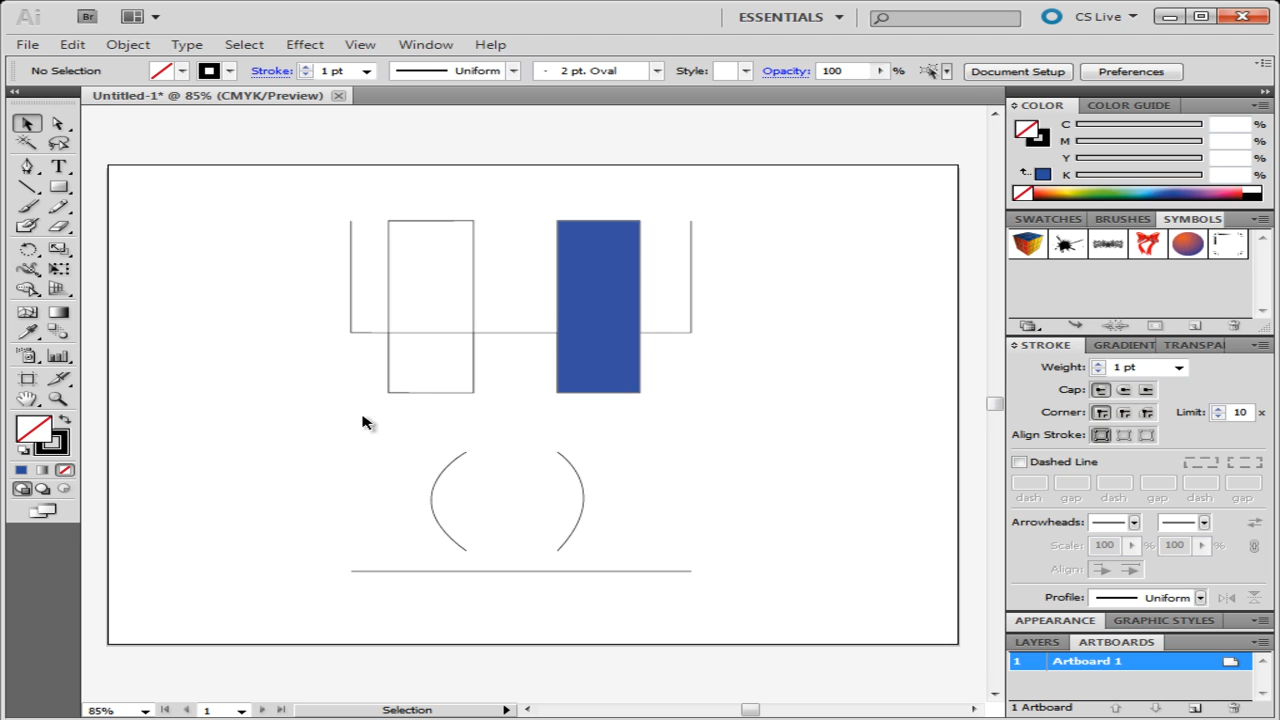 Ai Br ESSENTIALS CS Live
File Edit Object Type Select Effect View Window Help
No Selection Stroke: 1 pt Uniform 2 pt. Oval Style: Opacity: 100 % Document Setup Preferences
Untitled-1* @ 85% (CMYK/Preview)
COLOR COLOR GUIDE
C %
M %
Y %
K %
SWATCHES BRUSHES SYMBOLS
STROKE GRADIENT TRANSPA
Weight: 1 pt
Cap:
Corner: Limit: 10 x
Align Stroke:
Dashed Line
dash gap dash gap dash gap
Arrowheads:
Scale: 100 % 100 %
Align:
Profile: Uniform
APPEARANCE GRAPHIC STYLES
LAYERS ARTBOARDS
1 Artboard 1
1 Artboard
85% 1 Selection